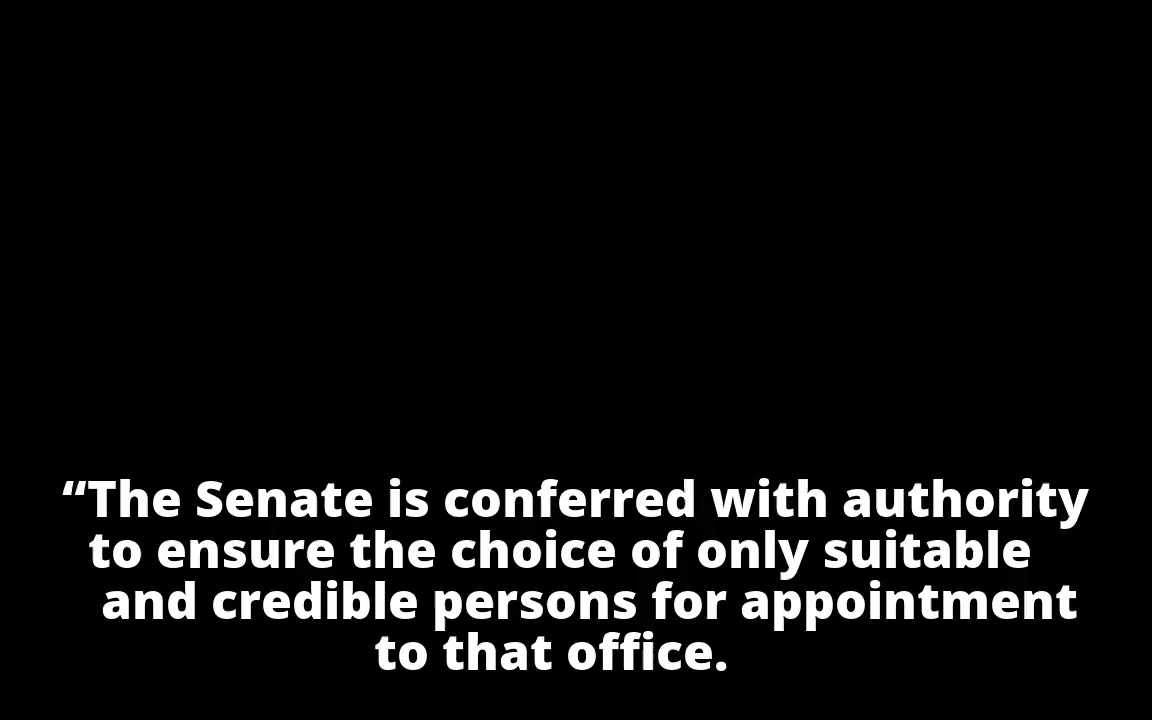 “The Senate is conferred with authority
to ensure the choice of only suitable
and credible persons for appointment
to that office.